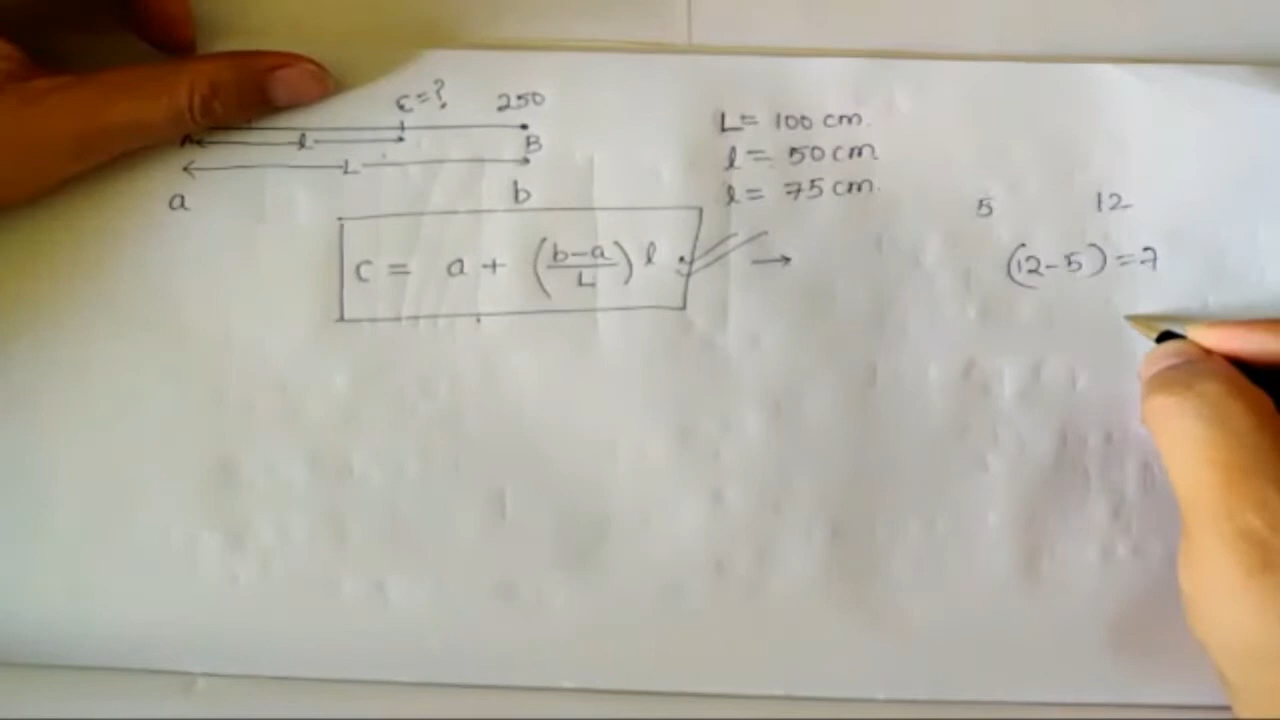 c=? 250
l B
L
a b
L= 100 cm.
l= 50 cm
l= 75 cm.
5 12
c= a + (b-a/L) l
→ (12-5)=7